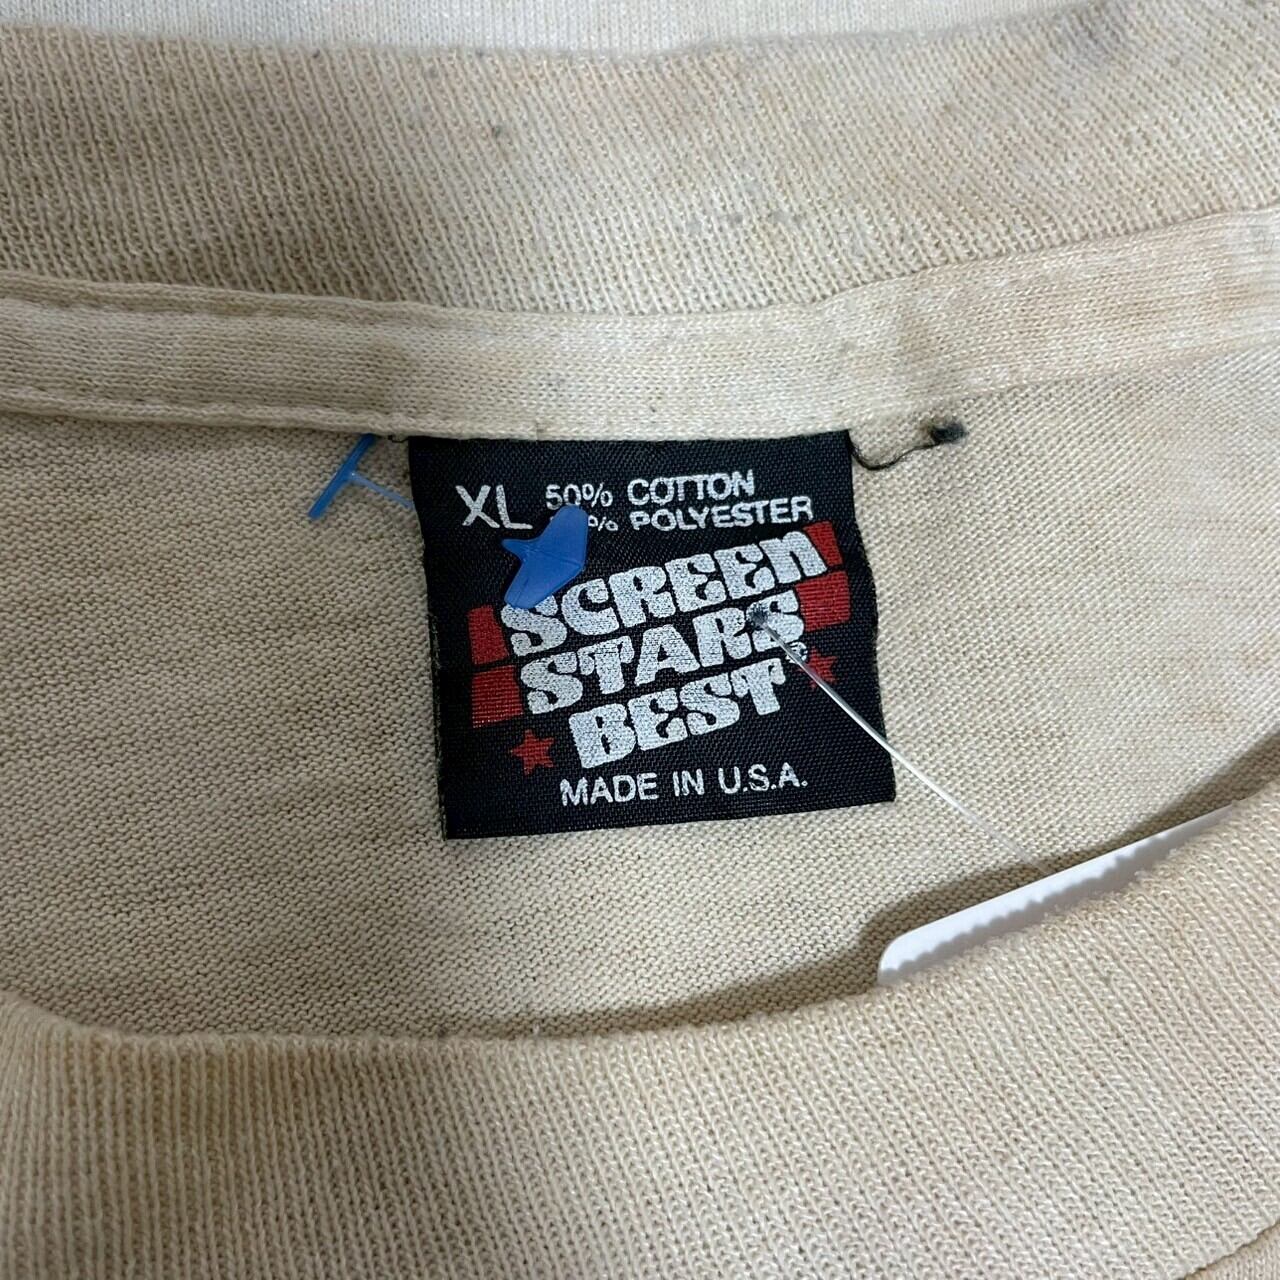 XL 50% COTTON
% POLYESTER
SCREEN
STARS
BEST®
MADE IN U.S.A.